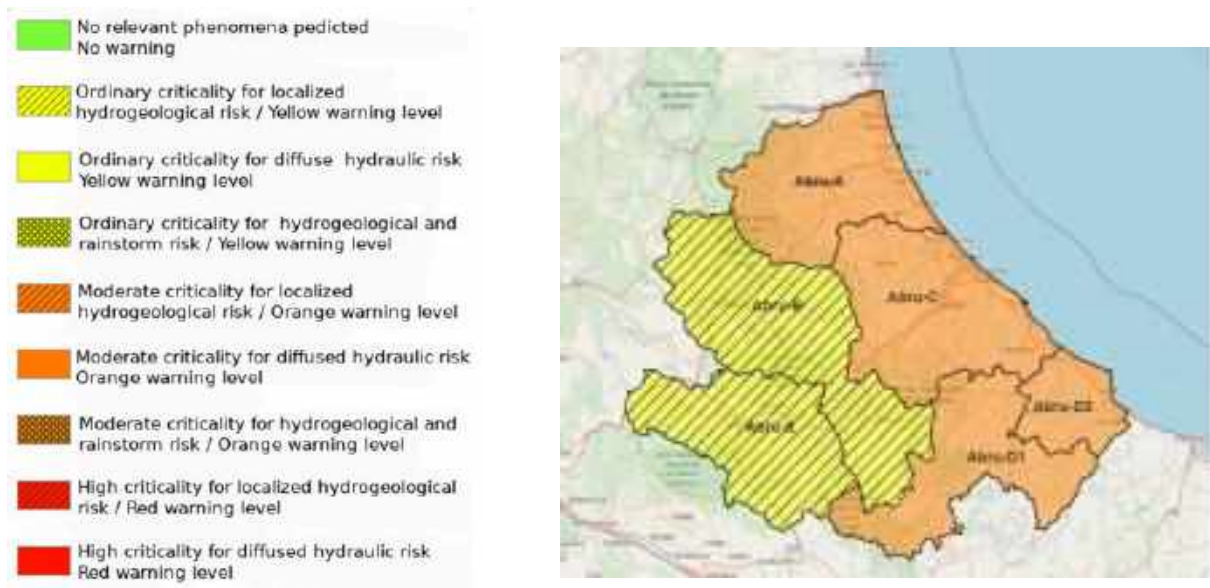 No relevant phenomena pedicted
No warning
Ordinary criticality for localized
hydrogeological risk / Yellow warning level
Ordinary criticality for diffuse hydraulic risk
Yellow warning level
Ordinary criticality for hydrogeological and
rainstorm risk / Yellow warning level
Moderate criticality for localized
hydrogeological risk / Orange warning level
Moderate criticality for diffused hydraulic risk
Orange warning level
Moderate criticality for hydrogeological and
rainstorm risk / Orange warning level
High criticality for localized hydrogeological
risk / Red warning level
High criticality for diffused hydraulic risk
Red warning level
Abru-C
Abru-D2
Abru-D1